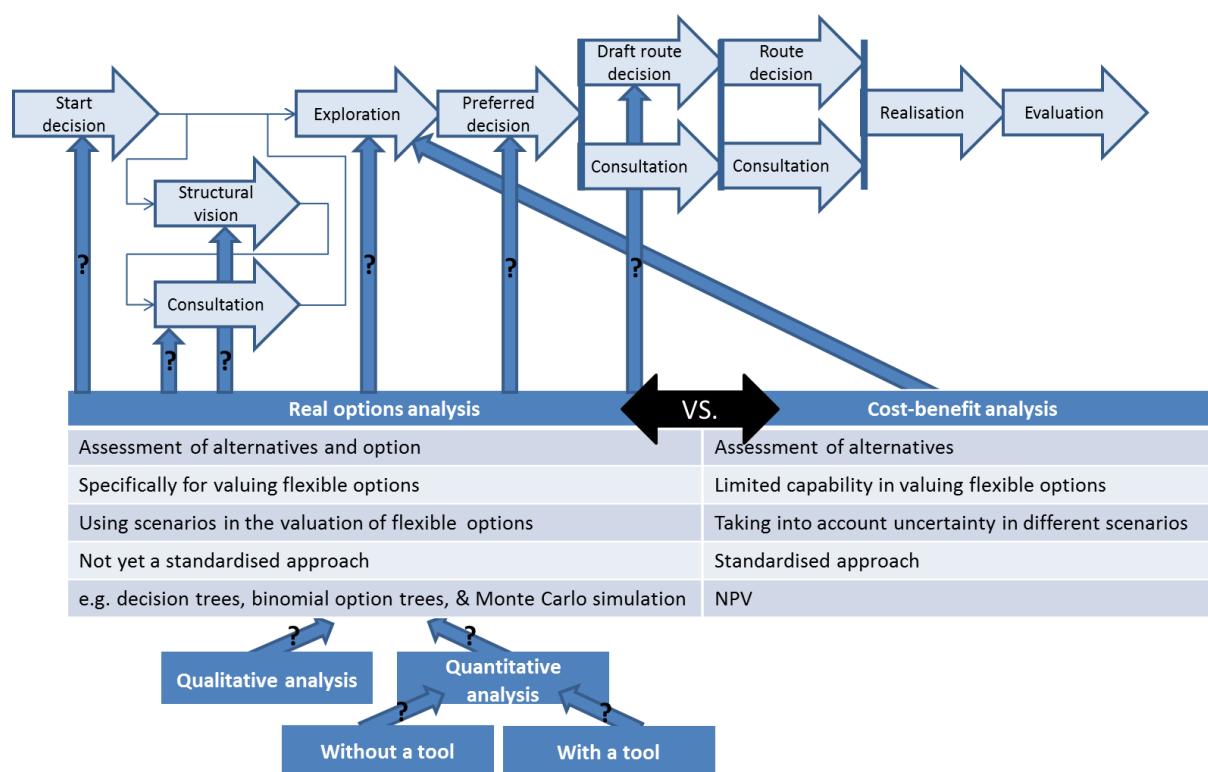 Draft route
decision
Route
decision
Start
decision
Exploration
Preferred
decision
Realisation
Evaluation
Consultation
Consultation
Structural
vision
Consultation
?
?
?
?
?
?
?
Real options analysis
VS.
Cost-benefit analysis
Assessment of alternatives and option
Assessment of alternatives
Specifically for valuing flexible options
Limited capability in valuing flexible options
Using scenarios in the valuation of flexible options
Taking into account uncertainty in different scenarios
Not yet a standardised approach
Standardised approach
e.g. decision trees, binomial option trees, & Monte Carlo simulation
NPV
?
?
Qualitative analysis
Quantitative
analysis
?
?
Without a tool
With a tool